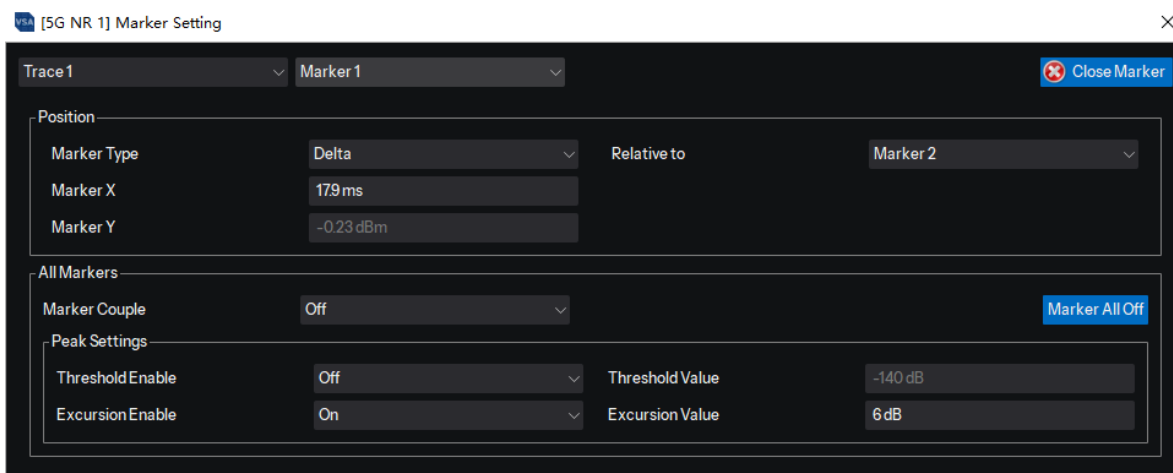 VSA [5G NR 1] Marker Setting
Trace 1 Marker 1 Close Marker
Position
Marker Type Delta Relative to Marker 2
Marker X 17.9 ms
Marker Y -0.23 dBm
All Markers
Marker Couple Off Marker All Off
Peak Settings
Threshold Enable Off Threshold Value -140 dB
Excursion Enable On Excursion Value 6 dB